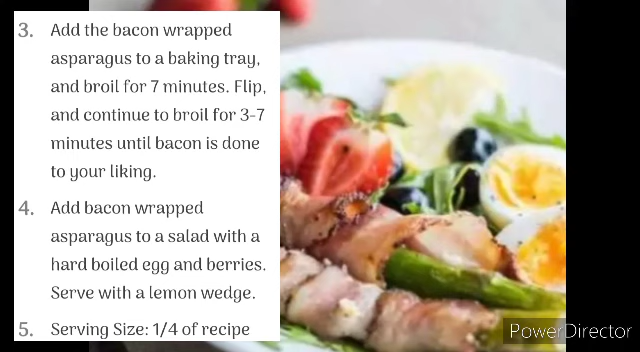 3. Add the bacon wrapped
asparagus to a baking tray,
and broil for 7 minutes. Flip,
and continue to broil for 3-7
minutes until bacon is done
to your liking.
4. Add bacon wrapped
asparagus to a salad with a
hard boiled egg and berries.
Serve with a lemon wedge.
5. Serving Size: 1/4 of recipe
PowerDirector